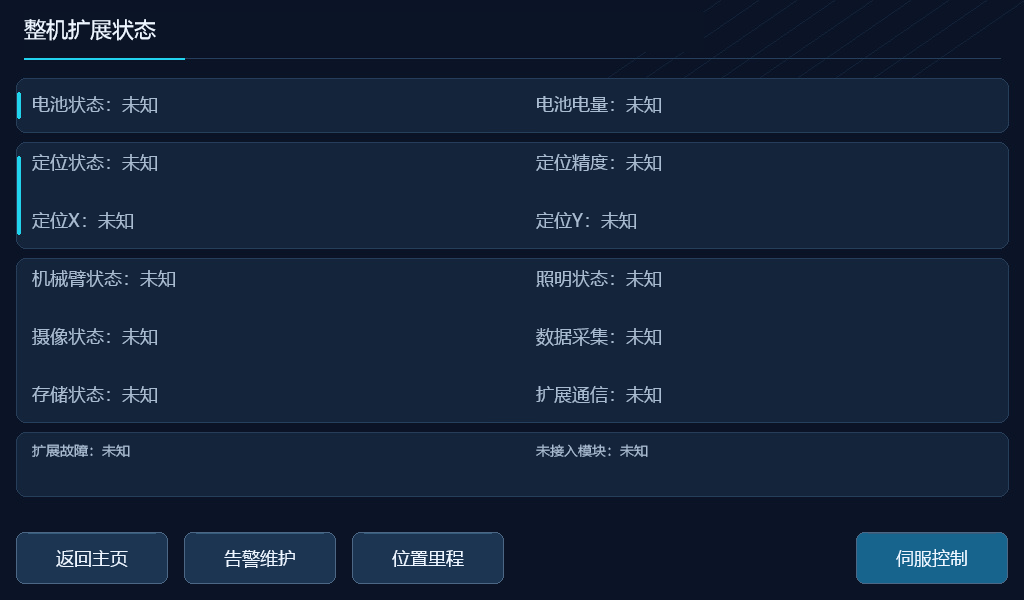 整机扩展状态
电池状态：未知 电池电量：未知
定位状态：未知 定位精度：未知
定位X：未知 定位Y：未知
机械臂状态：未知 照明状态：未知
摄像状态：未知 数据采集：未知
存储状态：未知 扩展通信：未知
扩展故障：未知 未接入模块：未知
返回主页 告警维护 位置里程 伺服控制